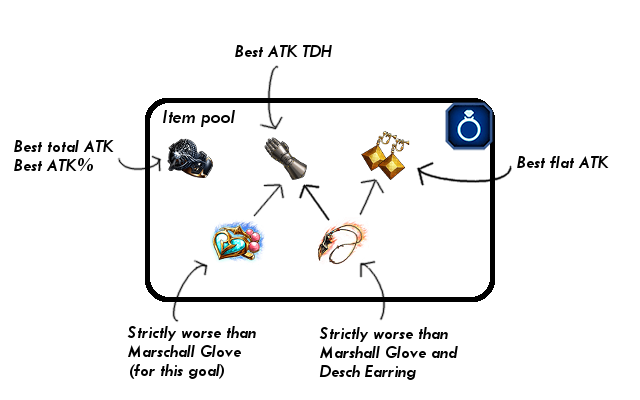 Best ATK TDH
Item pool
Best total ATK
Best ATK%
Best flat ATK
Strictly worse than
Marschall Glove
(for this goal)
Strictly worse than
Marshall Glove and
Desch Earring